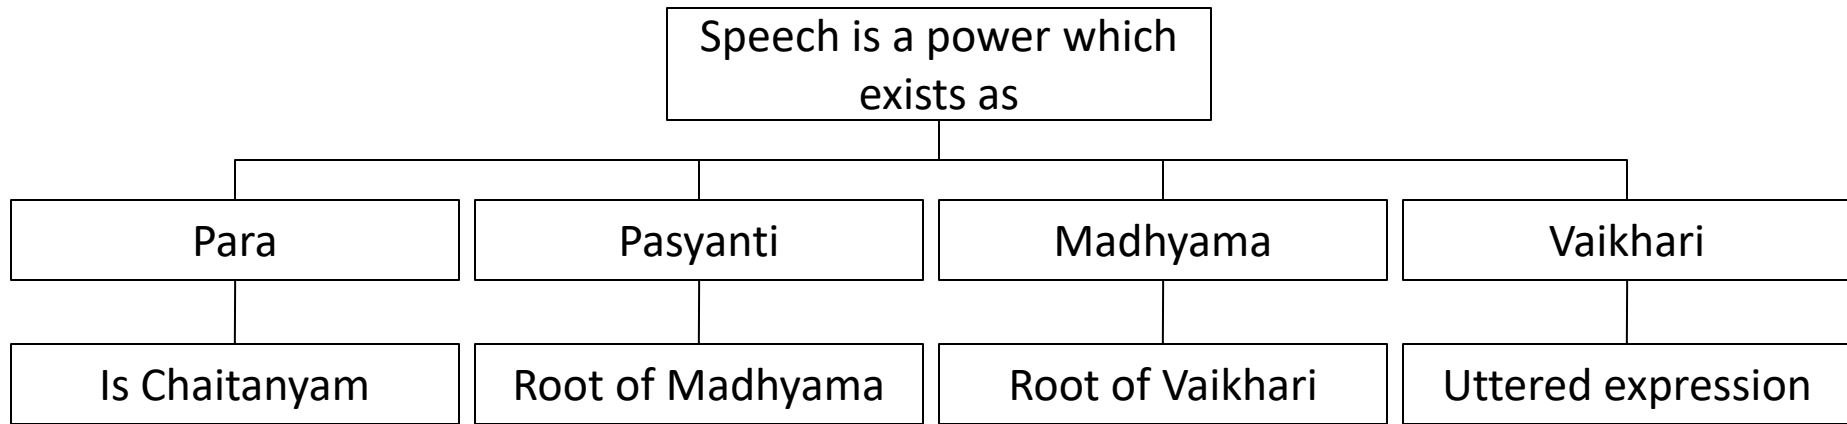 Speech is a power which
exists as
Para
Pasyanti
Madhyama
Vaikhari
Is Chaitanyam
Root of Madhyama
Root of Vaikhari
Uttered expression